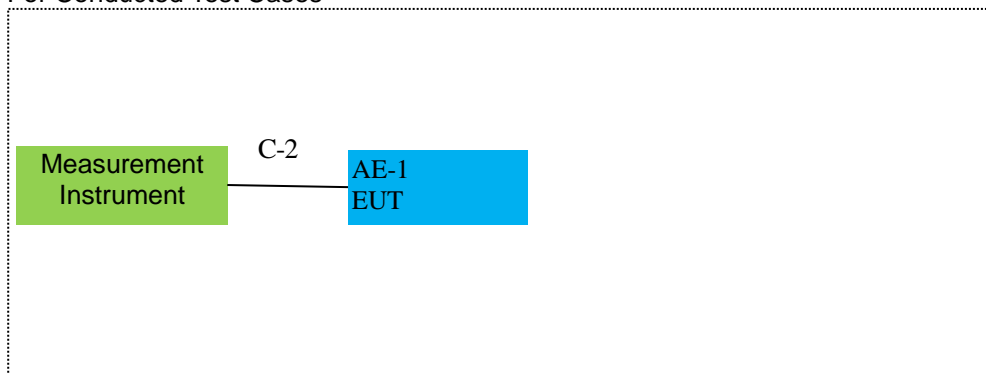 For Conducted Test Cases
C-2
Measurement
Instrument
AE-1
EUT